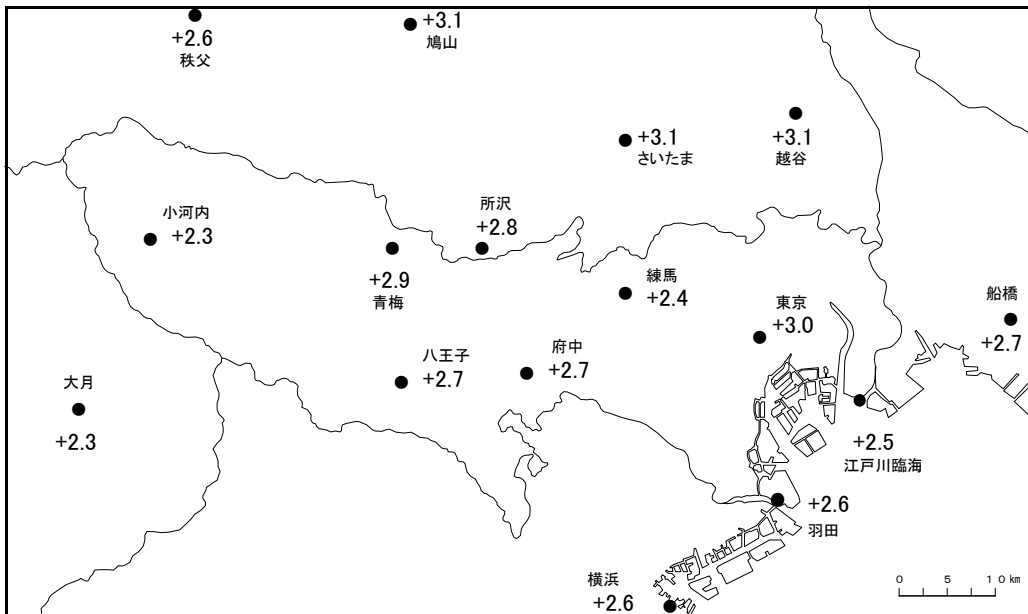 +2.6
秩父
+3.1
鳩山
+3.1
さいたま
+3.1
越谷
小河内
+2.3
所沢
+2.8
+2.9
青梅
練馬
+2.4
東京
+3.0
船橋
+2.7
大月
+2.3
八王子
+2.7
府中
+2.7
+2.5
江戸川臨海
+2.6
羽田
横浜
+2.6
0 5 10km